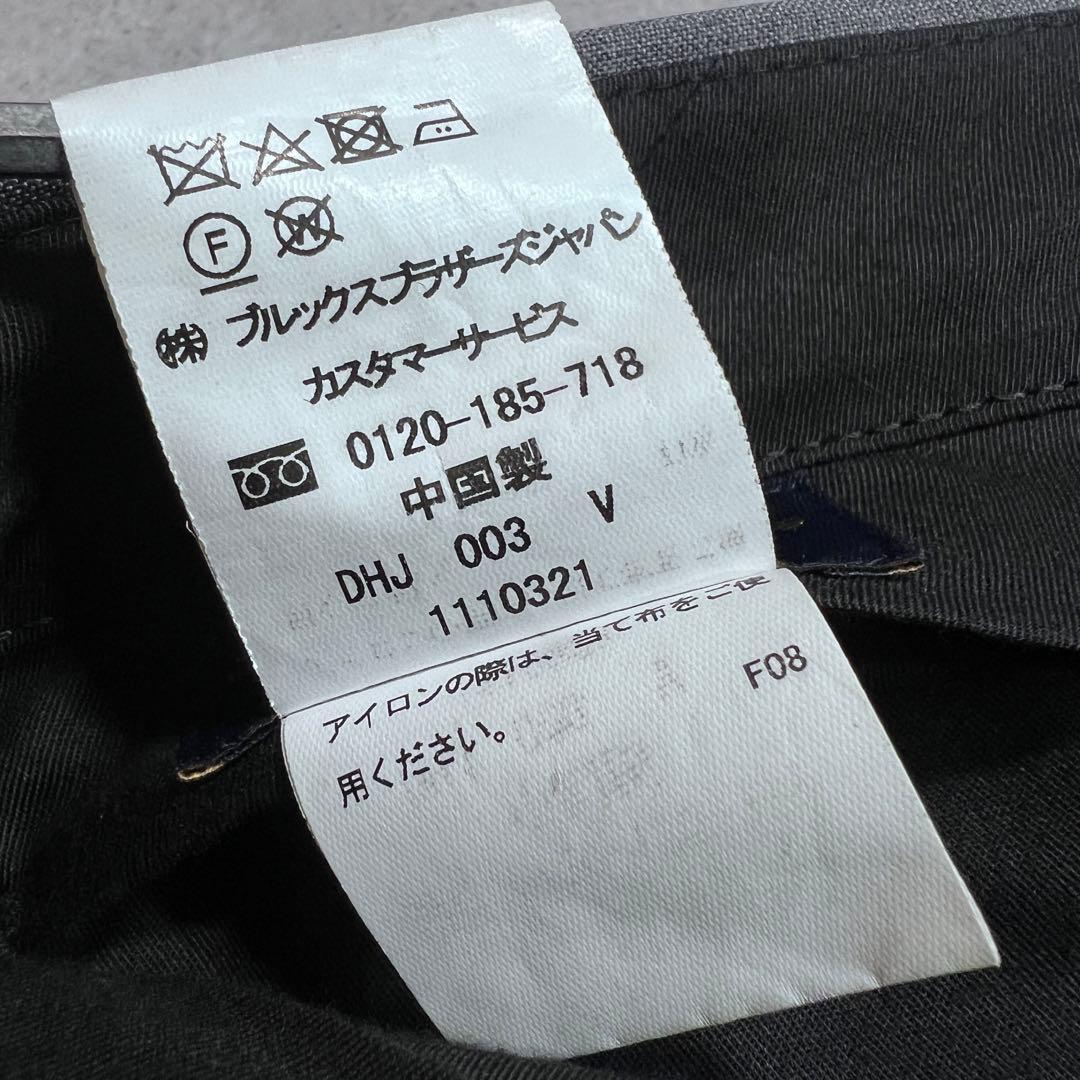 F W
(株) ブルックスブラザーズジャパン
カスタマーサービス
0120-185-718
中国製
DHJ 003 V
1110321
アイロンの際は、当て布をご使
用ください。
F08